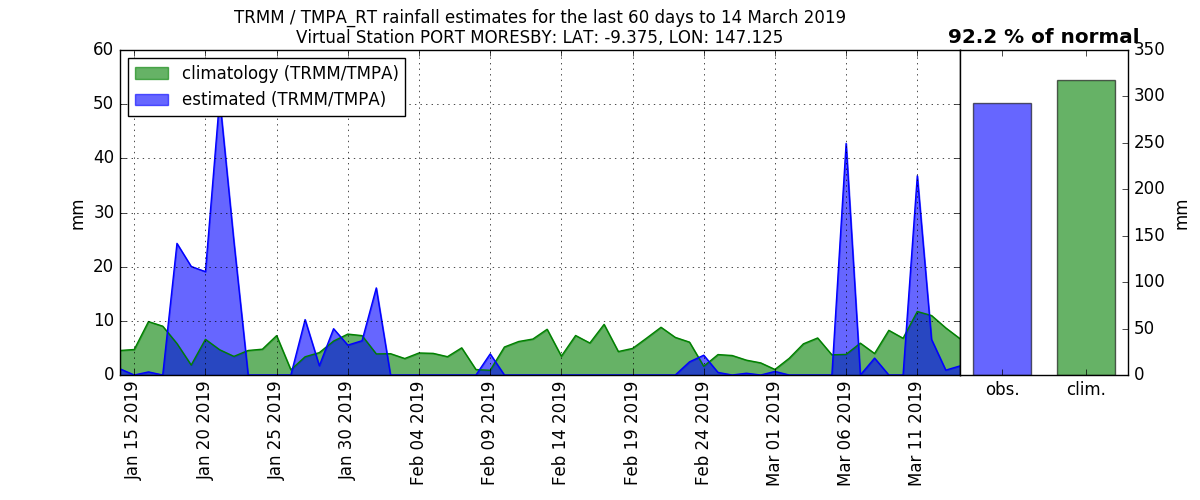 TRMM / TMPA_RT rainfall estimates for the last 60 days to 14 March 2019
Virtual Station PORT MORESBY: LAT: -9.375, LON: 147.125
92.2 % of normal
climatology (TRMM/TMPA)
estimated (TRMM/TMPA)
60
50
40
30
20
10
0
mm
Jan 15 2019
Jan 20 2019
Jan 25 2019
Jan 30 2019
Feb 04 2019
Feb 09 2019
Feb 14 2019
Feb 19 2019
Feb 24 2019
Mar 01 2019
Mar 06 2019
Mar 11 2019
350
300
250
200
150
100
50
0
mm
obs.
clim.